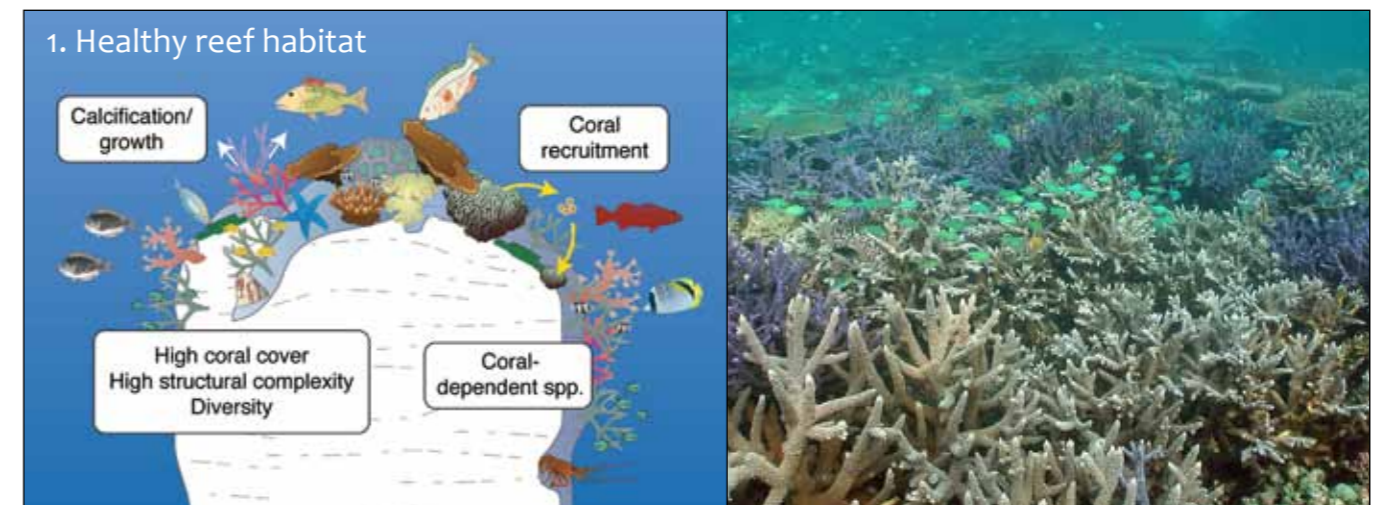 1. Healthy reef habitat
Calcification/
growth
Coral
recruitment
High coral cover
High structural complexity
Diversity
Coral-
dependent spp.